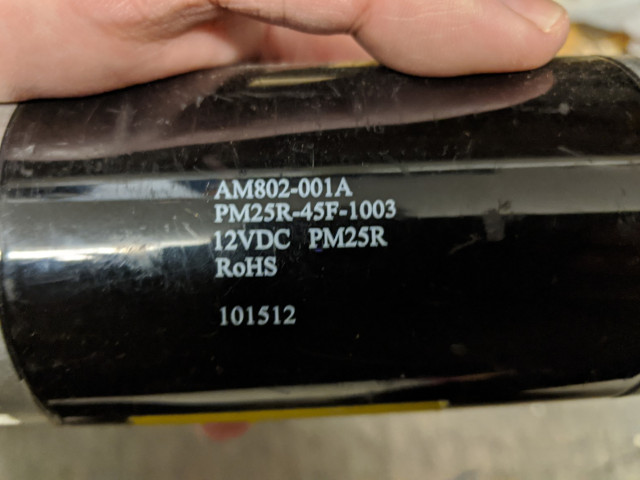 AM802-001A
PM25R-45F-1003
12VDC PM25R
RoHS
101512